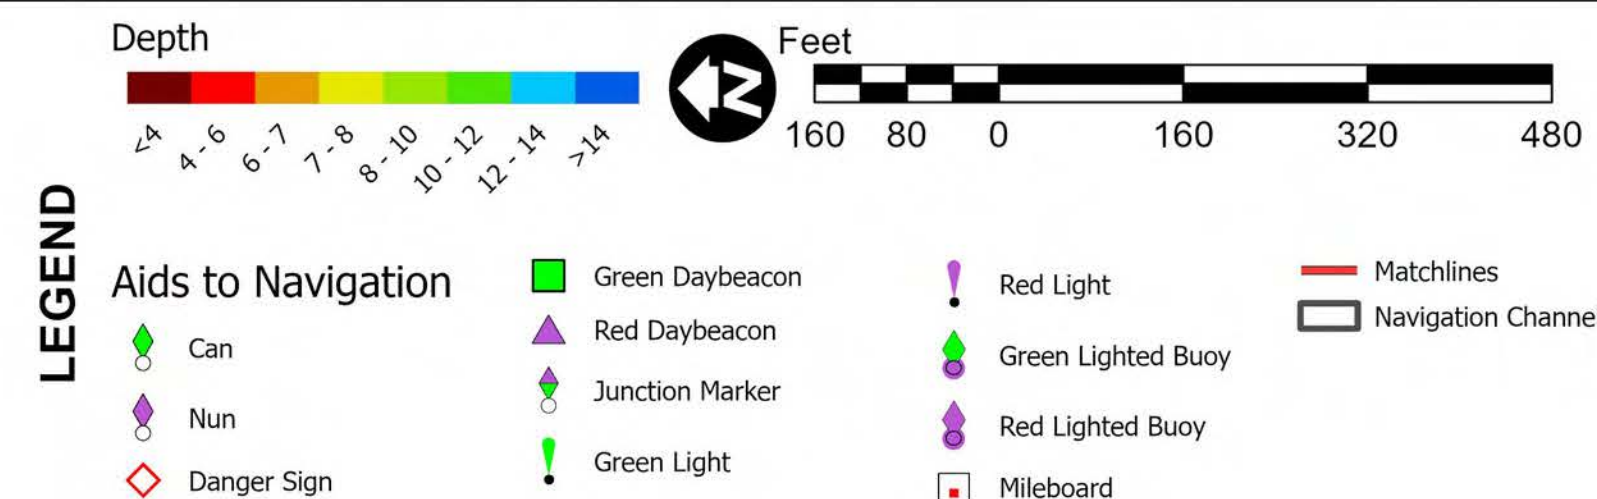 Depth
<4
4 - 6
6 - 7
7 - 8
8 - 10
10 - 12
12 - 14
>14
N
Feet
160 80 0 160 320 480
LEGEND
Aids to Navigation
Can
Nun
Danger Sign
Green Daybeacon
Red Daybeacon
Junction Marker
Green Light
Red Light
Green Lighted Buoy
Red Lighted Buoy
Mileboard
Matchlines
Navigation Channe